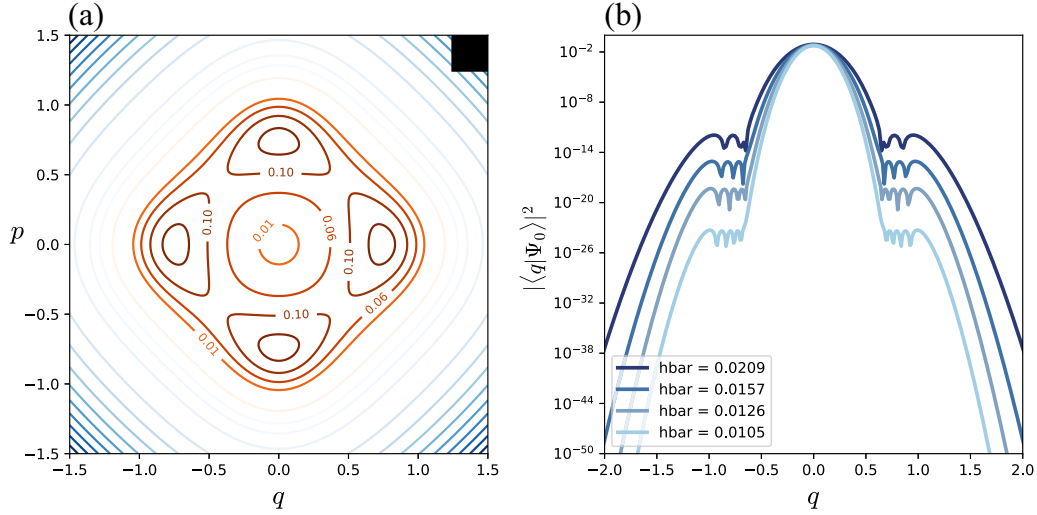 (a)
1.5
1.0
0.5
0.0
−0.5
−1.0
−1.5
p
−1.5 −1.0 −0.5 0.0 0.5 1.0 1.5
q
0.10
0.01
0.06
0.10
0.10
0.06
0.10
0.01
(b)
10⁻²
10⁻⁸
10⁻¹⁴
10⁻²⁰
10⁻²⁶
10⁻³²
10⁻³⁸
10⁻⁴⁴
10⁻⁵⁰
|⟨q|Ψ₀⟩|²
hbar = 0.0209
hbar = 0.0157
hbar = 0.0126
hbar = 0.0105
−2.0 −1.5 −1.0 −0.5 0.0 0.5 1.0 1.5 2.0
q